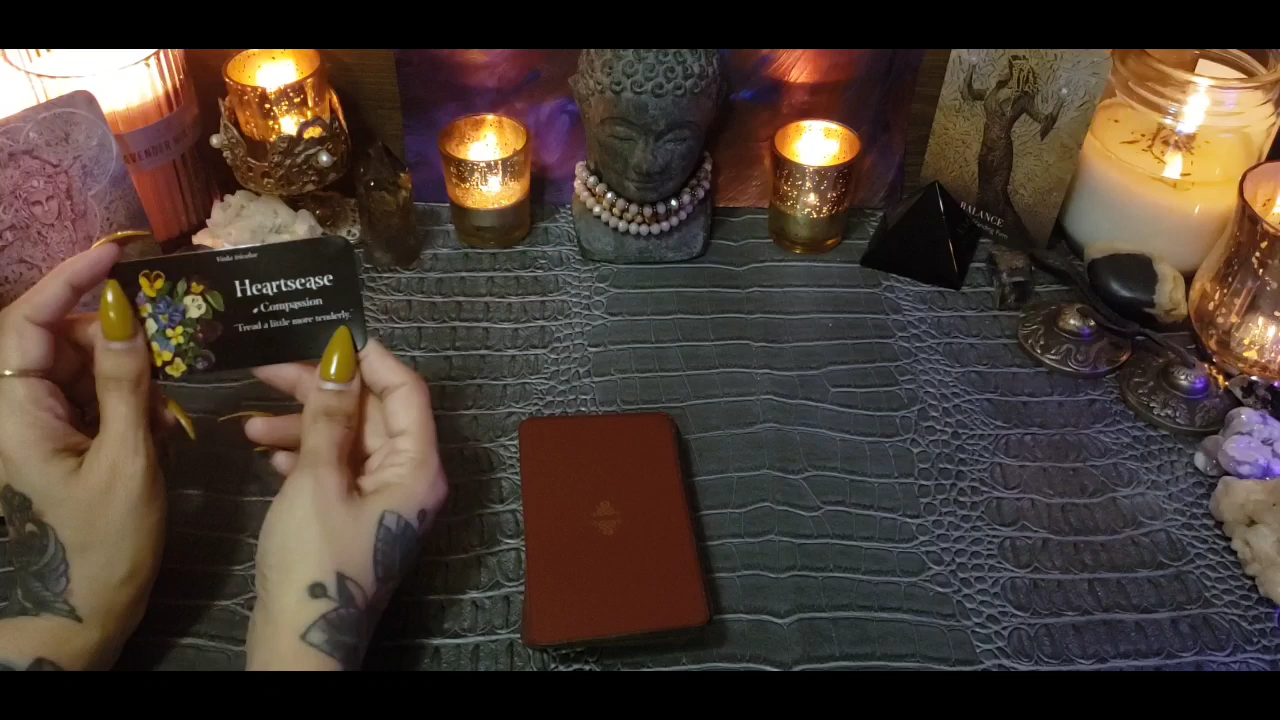 Viola tricolor
Heartsease
Compassion
"Tread a little more tenderly."
BALANCE